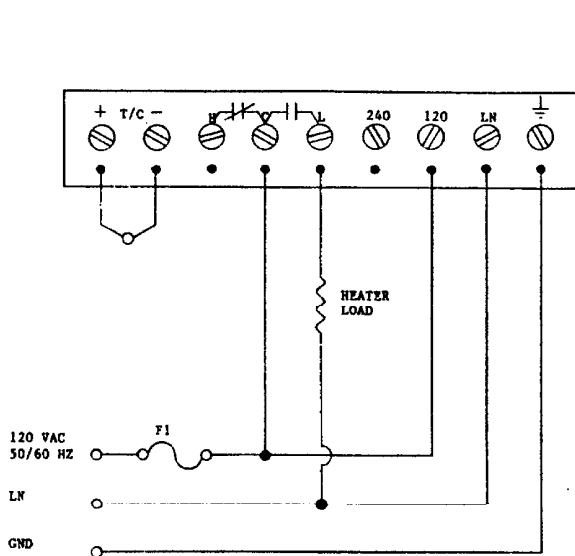 + T/C −
H C L 240 120 LN
HEATER
LOAD
F1
120 VAC
50/60 HZ
LN
GND